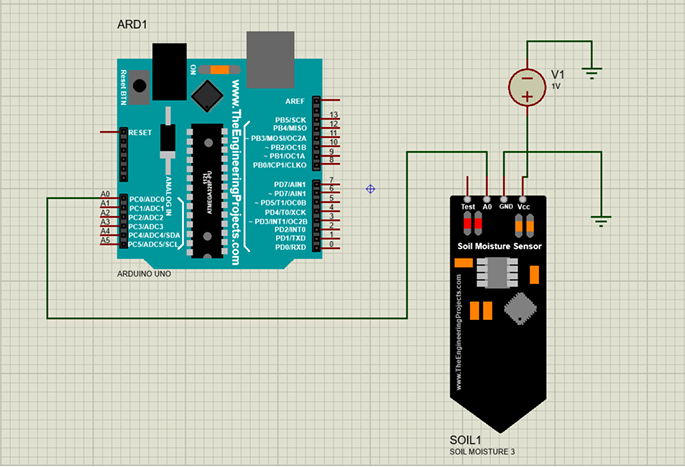 ARD1
Reset BTN
ON
www.TheEngineeringProjects.com
RESET
ANALOG IN
A0
A1
A2
A3
A4
A5
PC0/ADC0
PC1/ADC1
PC2/ADC2
PC3/ADC3
PC4/ADC4/SDA
PC5/ADC5/SCL
AREF
PB5/SCK 13
PB4/MISO 12
~ PB3/MOSI/OC2A 11
~ PB2/OC1B 10
~ PB1/OC1A 9
PB0/ICP1/CLKO 8
PD7/AIN1 7
~ PD7/AIN1 6
~ PD5/T1/OC0B 5
PD4/T0/XCK 4
~ PD3/INT1/OC2B 3
PD2/INT0 2
PD1/TXD 1
PD0/RXD 0
ARDUINO UNO
V1
1V
Test A0 GND Vcc
Soil Moisture Sensor
www.TheEngineeringProjects.com
SOIL1
SOIL MOISTURE 3